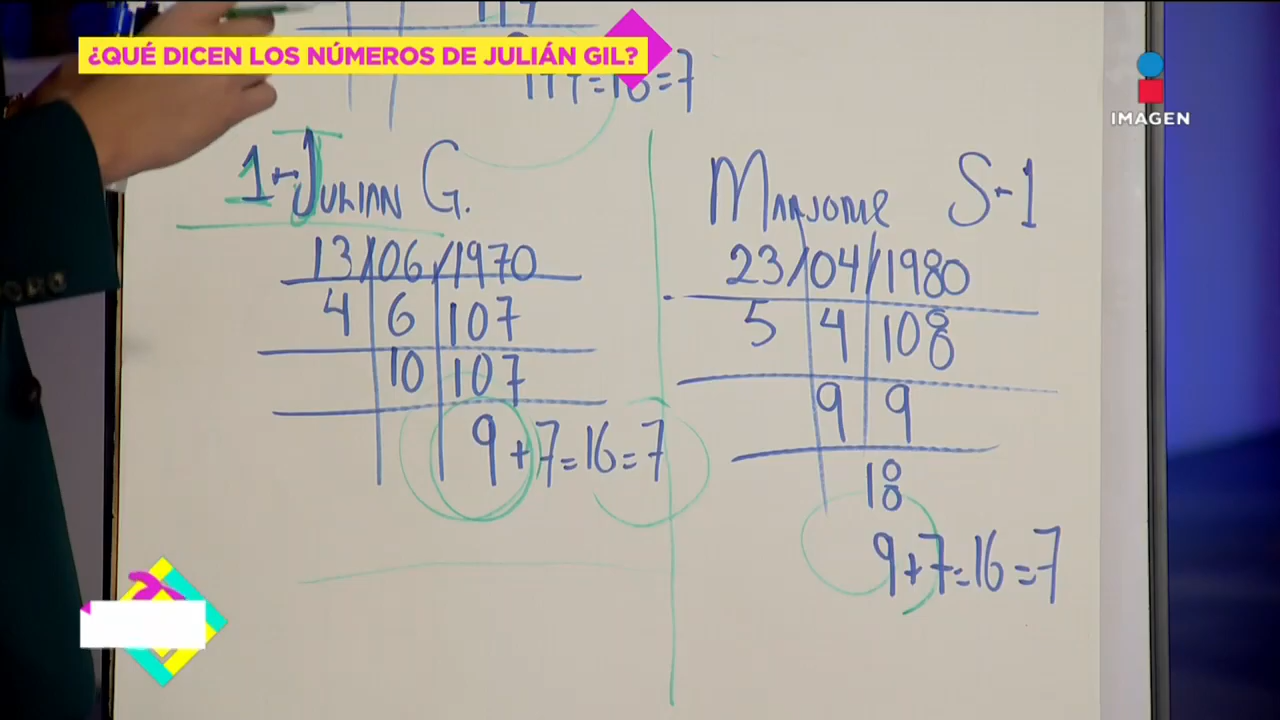 117
¿QUÉ DICEN LOS NÚMEROS DE JULIÁN GIL?
=7
IMAGEN
1-JULIAN G.
13/06/1970
4 6 107
10 107
9+7=16=7
Marjorie S-1
23/04/1980
5 4 108
9 9
18
9+7=16=7